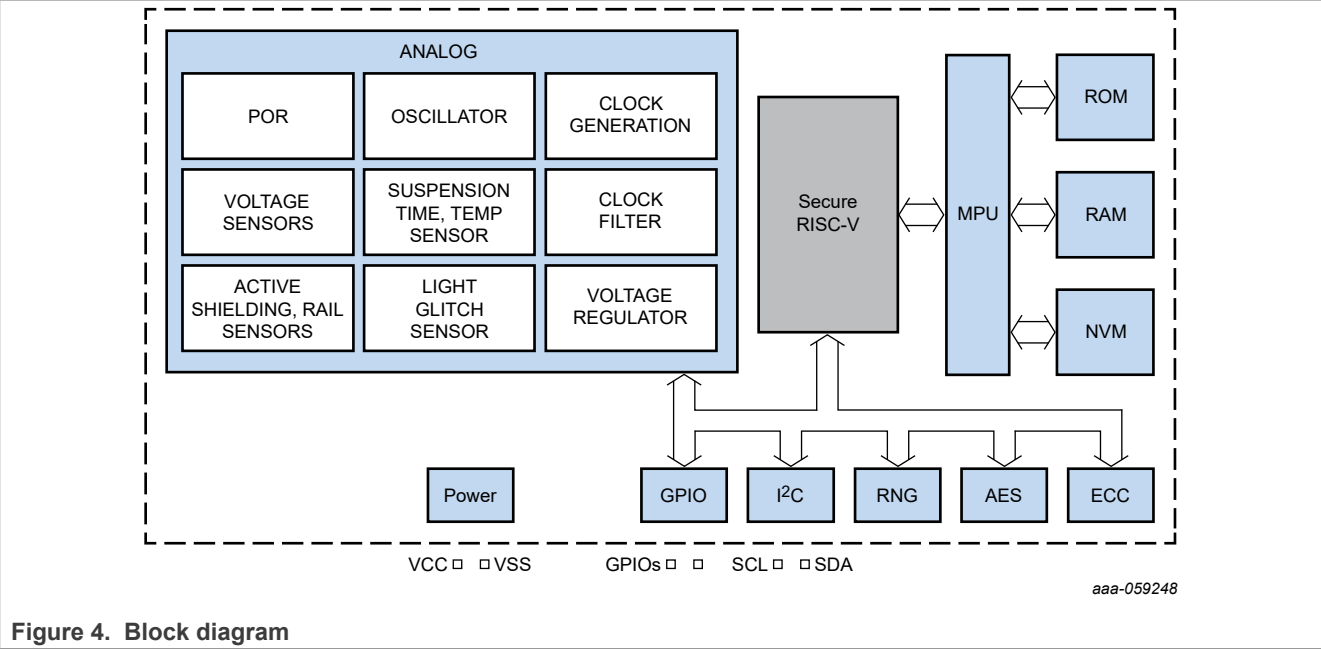 ANALOG
POR
OSCILLATOR
CLOCK
GENERATION
VOLTAGE
SENSORS
SUSPENSION
TIME, TEMP
SENSOR
CLOCK
FILTER
ACTIVE
SHIELDING, RAIL
SENSORS
LIGHT
GLITCH
SENSOR
VOLTAGE
REGULATOR
Secure
RISC-V
MPU
ROM
RAM
NVM
Power
GPIO
I²C
RNG
AES
ECC
VCC VSS
GPIOs
SCL SDA
aaa-059248
Figure 4. Block diagram